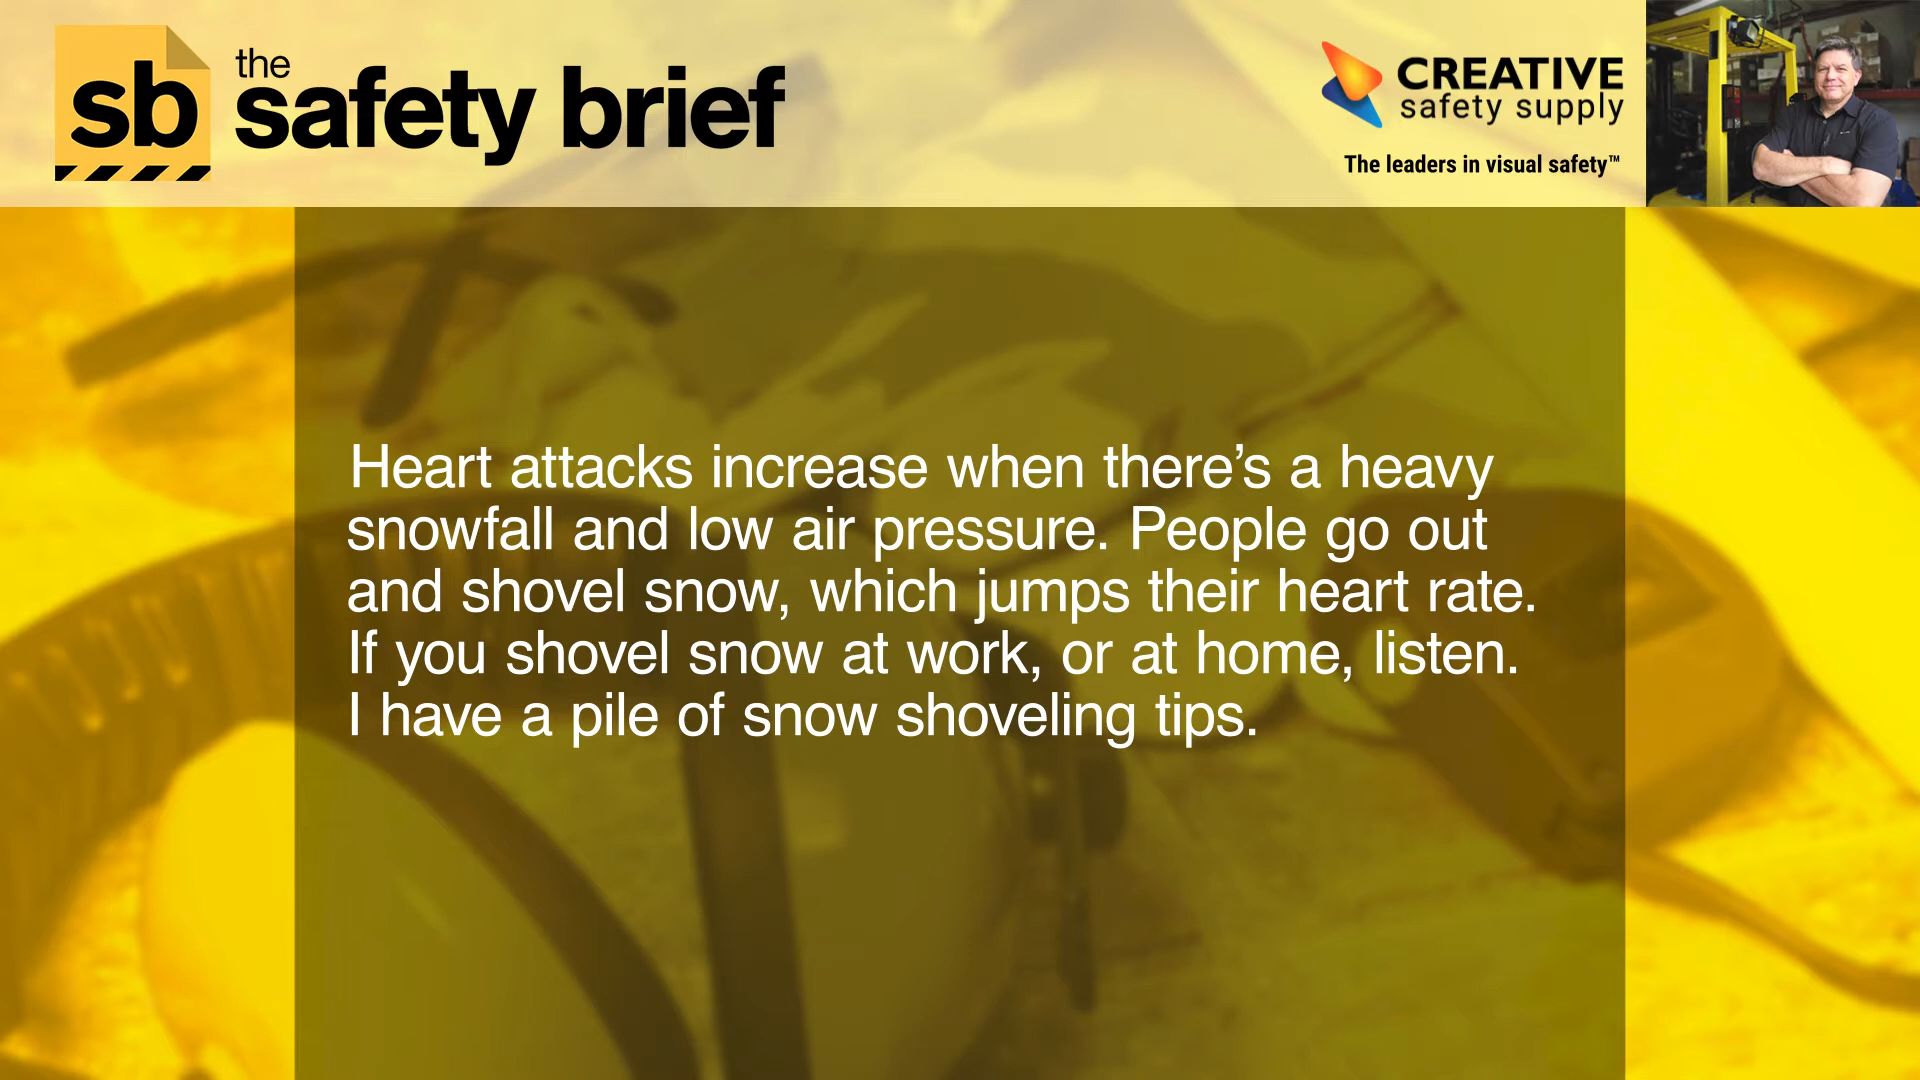 sb
the
safety brief
CREATIVE
safety supply
The leaders in visual safety™
Heart attacks increase when there’s a heavy
snowfall and low air pressure. People go out
and shovel snow, which jumps their heart rate.
If you shovel snow at work, or at home, listen.
I have a pile of snow shoveling tips.